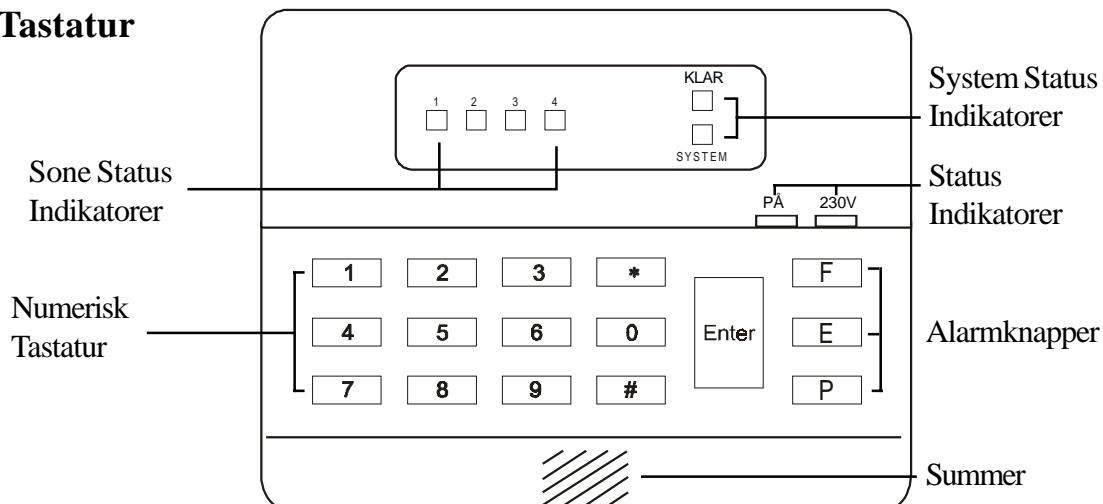 Tastatur
KLAR
1 2 3 4
SYSTEM
System Status
Indikatorer
Sone Status
Indikatorer
PÅ 230V
Status
Indikatorer
Numerisk
Tastatur
1 2 3 * F
4 5 6 0 Enter E
7 8 9 # P
Alarmknapper
Summer